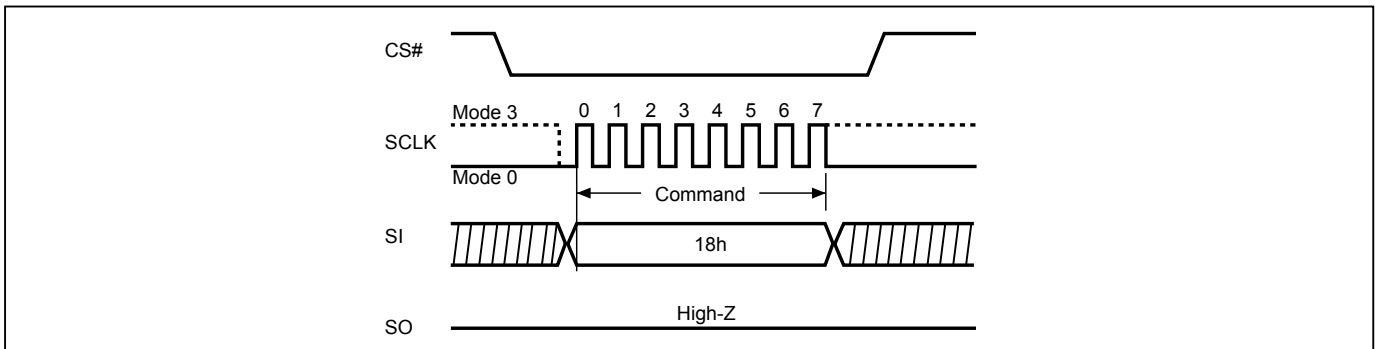 CS#
Mode 3 0 1 2 3 4 5 6 7
SCLK
Mode 0
Command
SI
18h
High-Z
SO